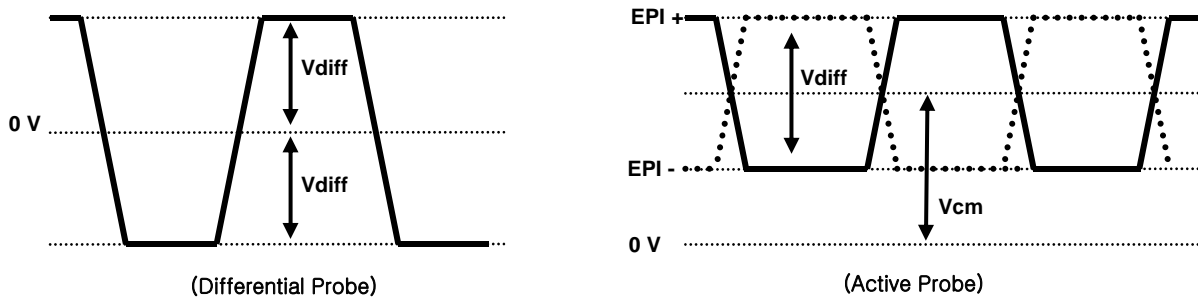 Vdiff
0 V
Vdiff
(Differential Probe)
EPI +
Vdiff
EPI -
Vcm
0 V
(Active Probe)